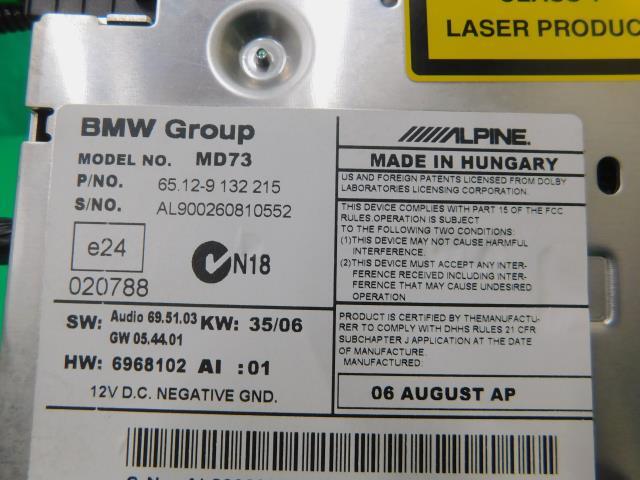 LASER PRODUC
BMW Group
MODEL NO. MD73
P/NO. 65.12-9 132 215
S/NO. AL900260810552
e24
N18
020788
SW: Audio 69.51.03 KW: 35/06
GW 05.44.01
HW: 6968102 AI :01
12V D.C. NEGATIVE GND.
ALPINE.
MADE IN HUNGARY
US AND FOREIGN PATENTS LICENSED FROM DOLBY
LABORATORIES LICENSING CORPORATION.
THIS DEVICE COMPLIES WITH PART 15 OF THE FCC
RULES.OPERATION IS SUBJECT
TO THE FOLLOWING TWO CONDITIONS:
(1)THIS DEVICE MAY NOT CAUSE HARMFUL
INTERFERENCE.
(2)THIS DEVICE MUST ACCEPT ANY INTER-
FERENCE RECEIVED INCLUDING INTER-
FERENCE THAT MAY CAUSE UNDESIRED
OPERATION
PRODUCT IS CERTIFIED BY THEMANUFACTU-
RER TO COMPLY WITH DHHS RULES 21 CFR
SUBCHAPTER J APPLICATION AT THE DATE
OF MANUFACTURE.
MANUFACTURED:
06 AUGUST AP